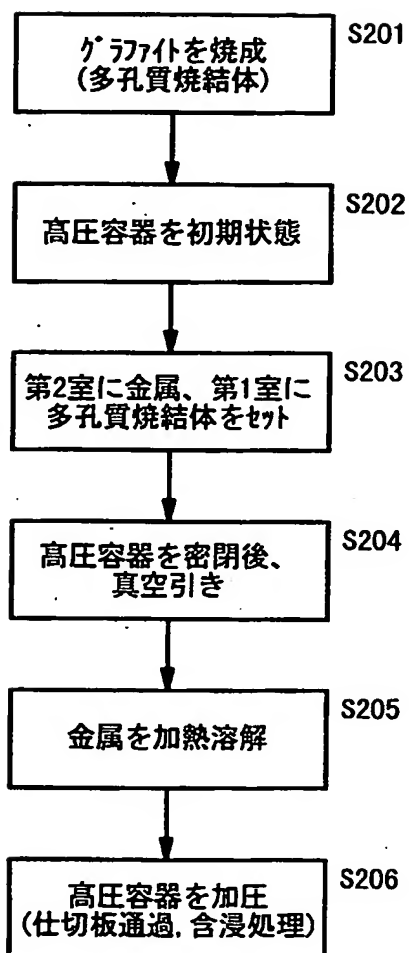 グラファイトを焼成
(多孔質焼結体)
S201
高圧容器を初期状態
S202
第2室に金属、第1室に
多孔質焼結体をセット
S203
高圧容器を密閉後、
真空引き
S204
金属を加熱溶解
S205
高圧容器を加圧
(仕切板通過, 含浸処理)
S206